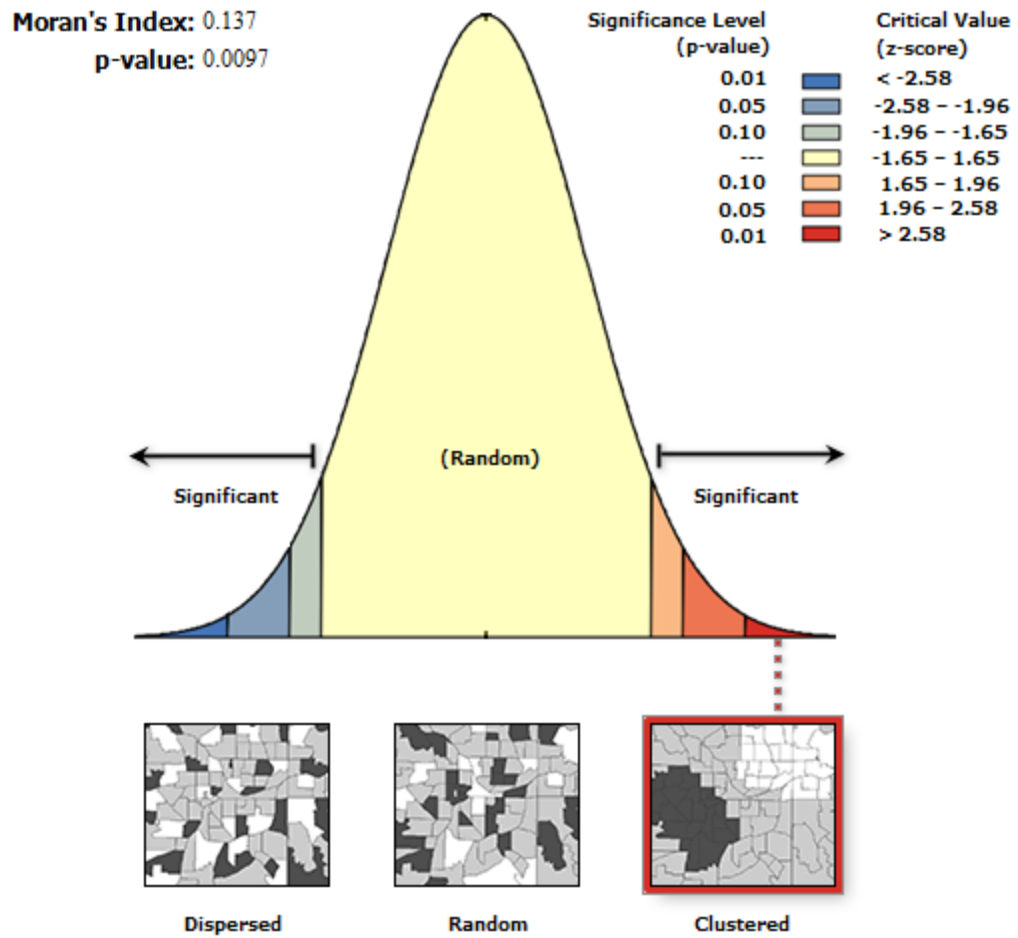 Moran's Index: 0.137
p-value: 0.0097
Significance Level
(p-value)
Critical Value
(z-score)
0.01 < -2.58
0.05 -2.58 – -1.96
0.10 -1.96 – -1.65
--- -1.65 – 1.65
0.10 1.65 – 1.96
0.05 1.96 – 2.58
0.01 > 2.58
(Random)
Significant
Significant
Dispersed
Random
Clustered